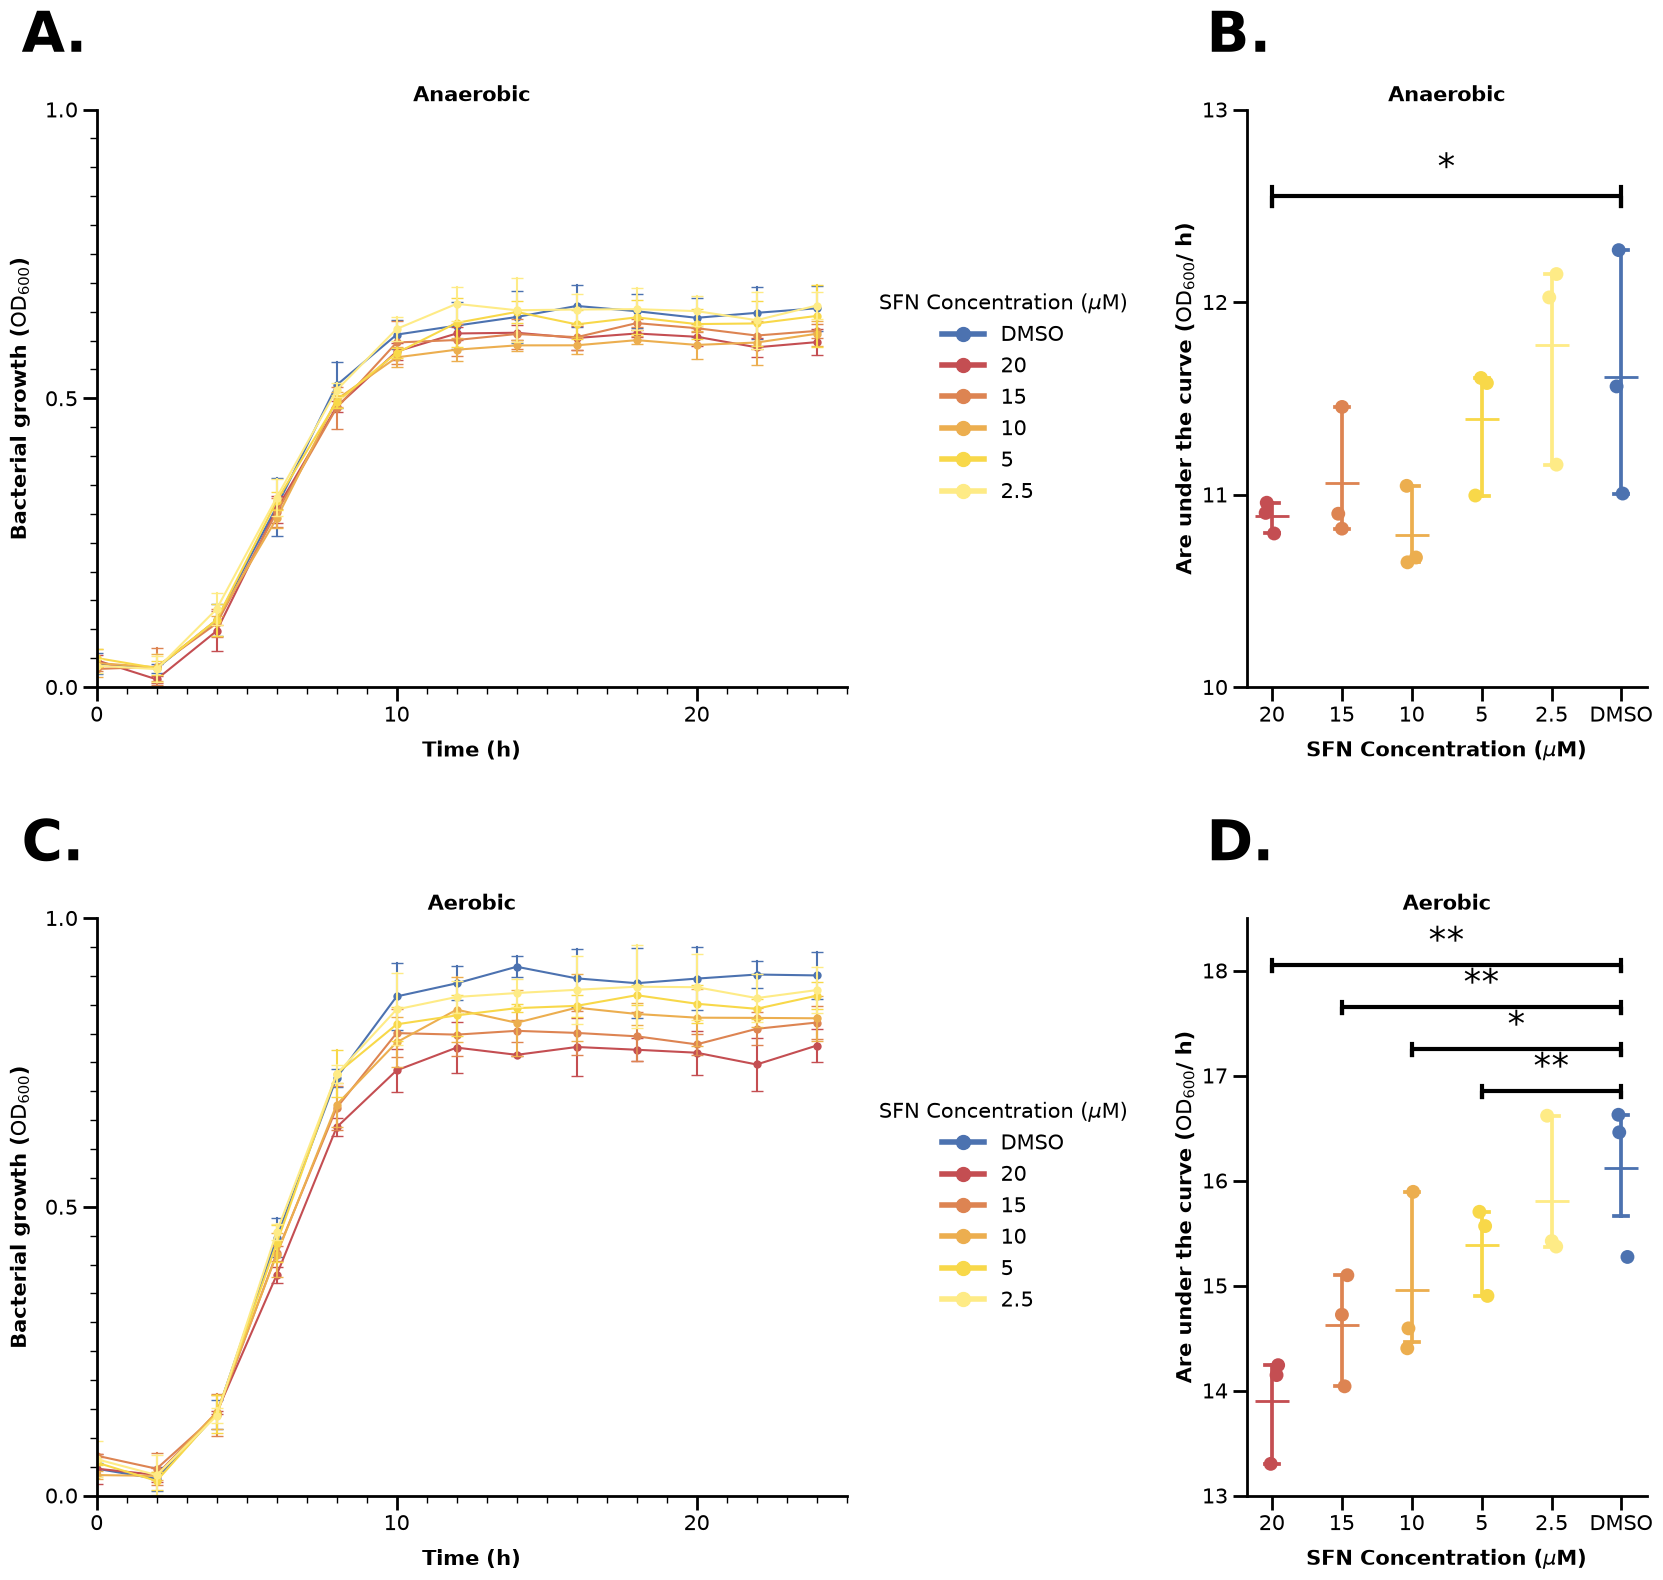 A.
Anaerobic
Bacterial growth (OD600)
1.0
0.5
0.0
0
10
20
Time (h)
SFN Concentration (μM)
DMSO
20
15
10
5
2.5
B.
Anaerobic
*
Are under the curve (OD600/ h)
13
12
11
10
20
15
10
5
2.5
DMSO
SFN Concentration (μM)
C.
Aerobic
Bacterial growth (OD600)
1.0
0.5
0.0
0
10
20
Time (h)
SFN Concentration (μM)
DMSO
20
15
10
5
2.5
D.
Aerobic
**
**
*
**
Are under the curve (OD600/ h)
18
17
16
15
14
13
20
15
10
5
2.5
DMSO
SFN Concentration (μM)